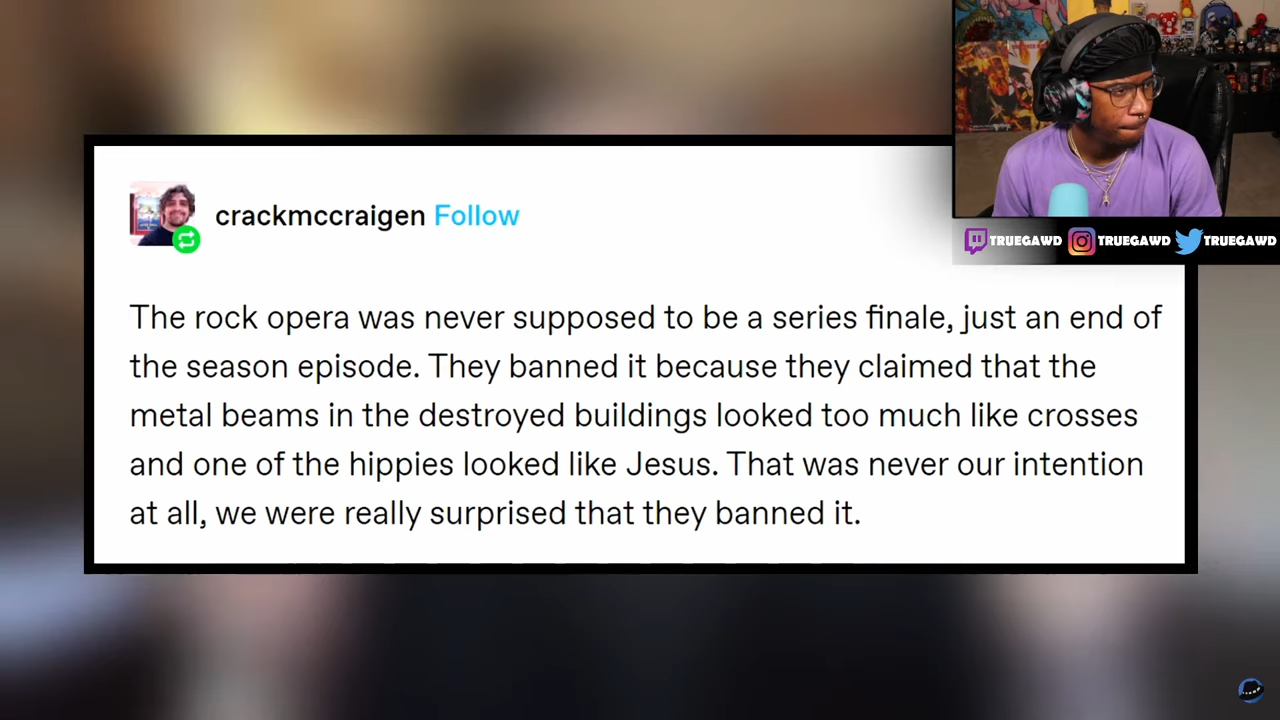 crackmccraigen Follow
TRUEGAWD TRUEGAWD TRUEGAWD
The rock opera was never supposed to be a series finale, just an end of
the season episode. They banned it because they claimed that the
metal beams in the destroyed buildings looked too much like crosses
and one of the hippies looked like Jesus. That was never our intention
at all, we were really surprised that they banned it.